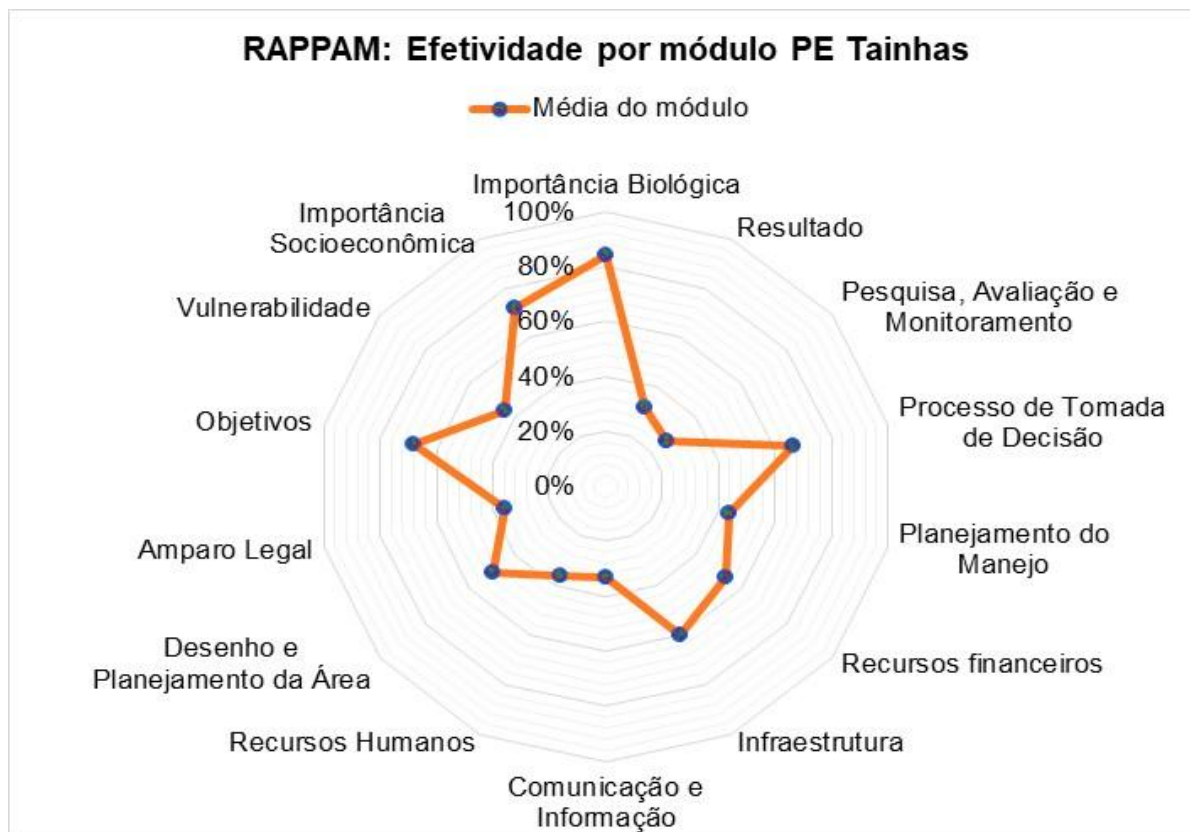 RAPPAM: Efetividade por módulo PE Tainhas
Média do módulo
Importância Biológica
100%
80%
60%
40%
20%
0%
Resultado
Pesquisa, Avaliação e
Monitoramento
Processo de Tomada
de Decisão
Planejamento do
Manejo
Recursos financeiros
Infraestrutura
Comunicação e
Informação
Recursos Humanos
Desenho e
Planejamento da Área
Amparo Legal
Objetivos
Vulnerabilidade
Importância
Socioeconômica